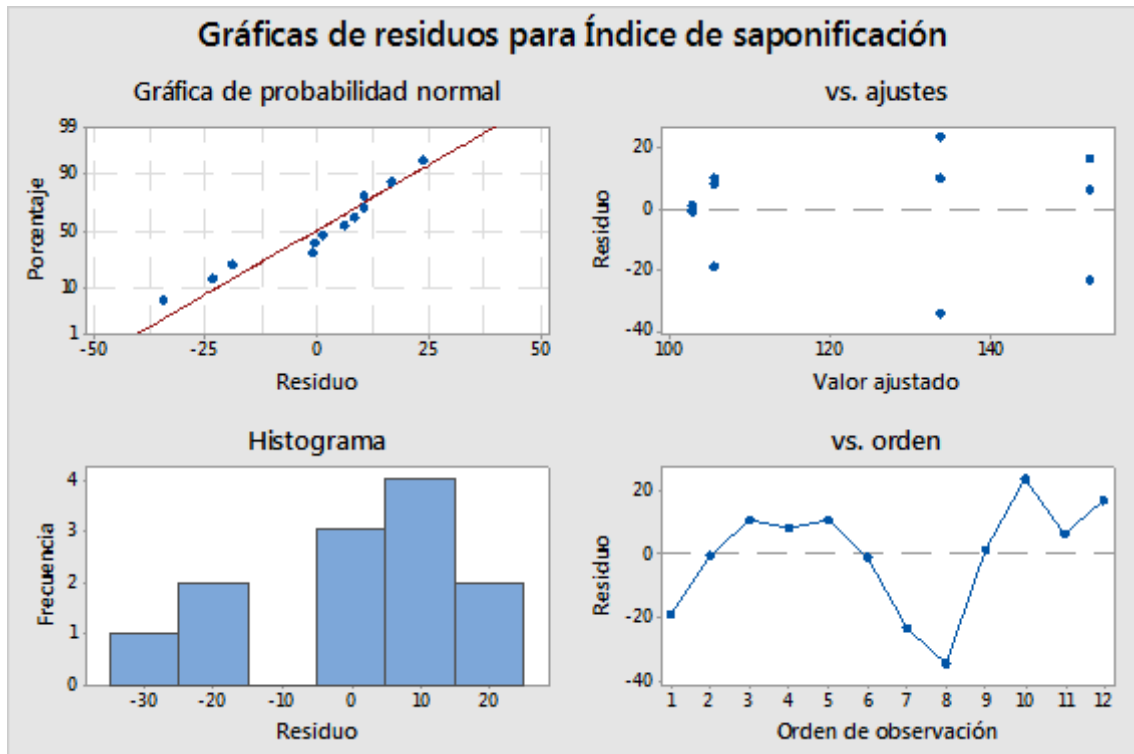 Gráficas de residuos para Índice de saponificación
Gráfica de probabilidad normal
99
90
50
10
1
Porcentaje
-50 -25 0 25 50
Residuo
vs. ajustes
20
0
-20
-40
Residuo
100 120 140
Valor ajustado
Histograma
4
3
2
1
0
Frecuencia
-30 -20 -10 0 10 20
Residuo
vs. orden
20
0
-20
-40
Residuo
1 2 3 4 5 6 7 8 9 10 11 12
Orden de observación